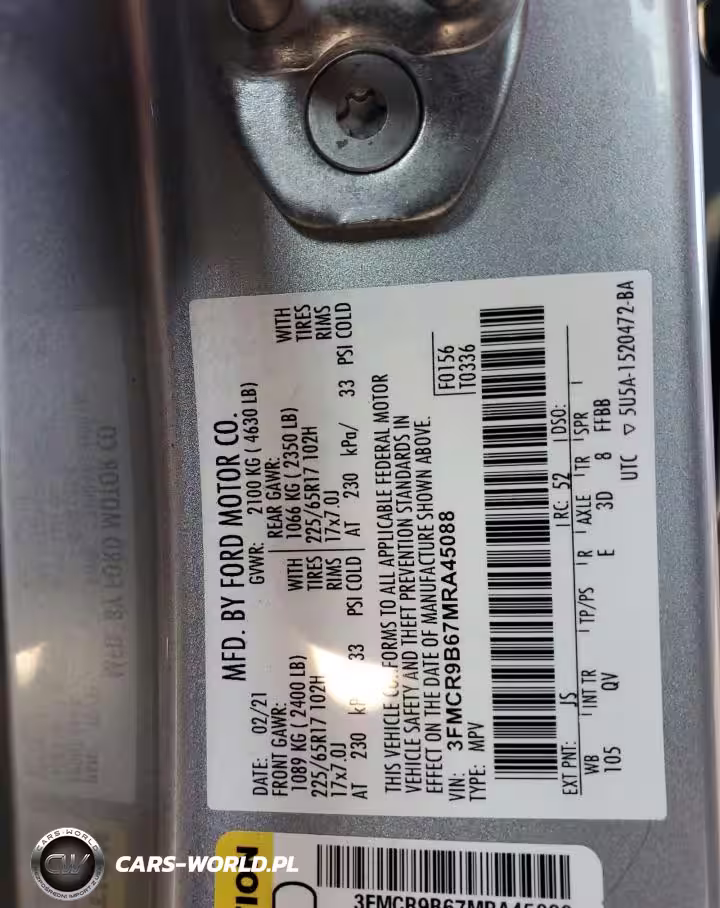 MFD. BY FORD MOTOR CO.
DATE: 02/21 GVWR: 2100 KG ( 4630 LB)
FRONT GAWR: REAR GAWR:
1089 KG ( 2400 LB) WITH 1066 KG ( 2350 LB) WITH
225/65R17 102H TIRES 225/65R17 102H TIRES
17x7.0J RIMS 17x7.0J RIMS
AT 230 33 PSI COLD AT 230 kPa/ 33 PSI COLD
THIS VEHICLE CONFORMS TO ALL APPLICABLE FEDERAL MOTOR
VEHICLE SAFETY AND THEFT PREVENTION STANDARDS IN
EFFECT ON THE DATE OF MANUFACTURE SHOWN ABOVE.
VIN: 3FMCR9B67MRA45088 F0156
TYPE: MPV T0336
EXT PNT: JS RC: 52 DSO:
WB INT TR TP/PS R AXLE TR SPR
105 QV E 3D 8 FFBB
UTC ▽ 5U5A-1520472-BA
TION
3FMCR9B67MRA45088
CARS-WORLD
CW
CARS-WORLD.PL